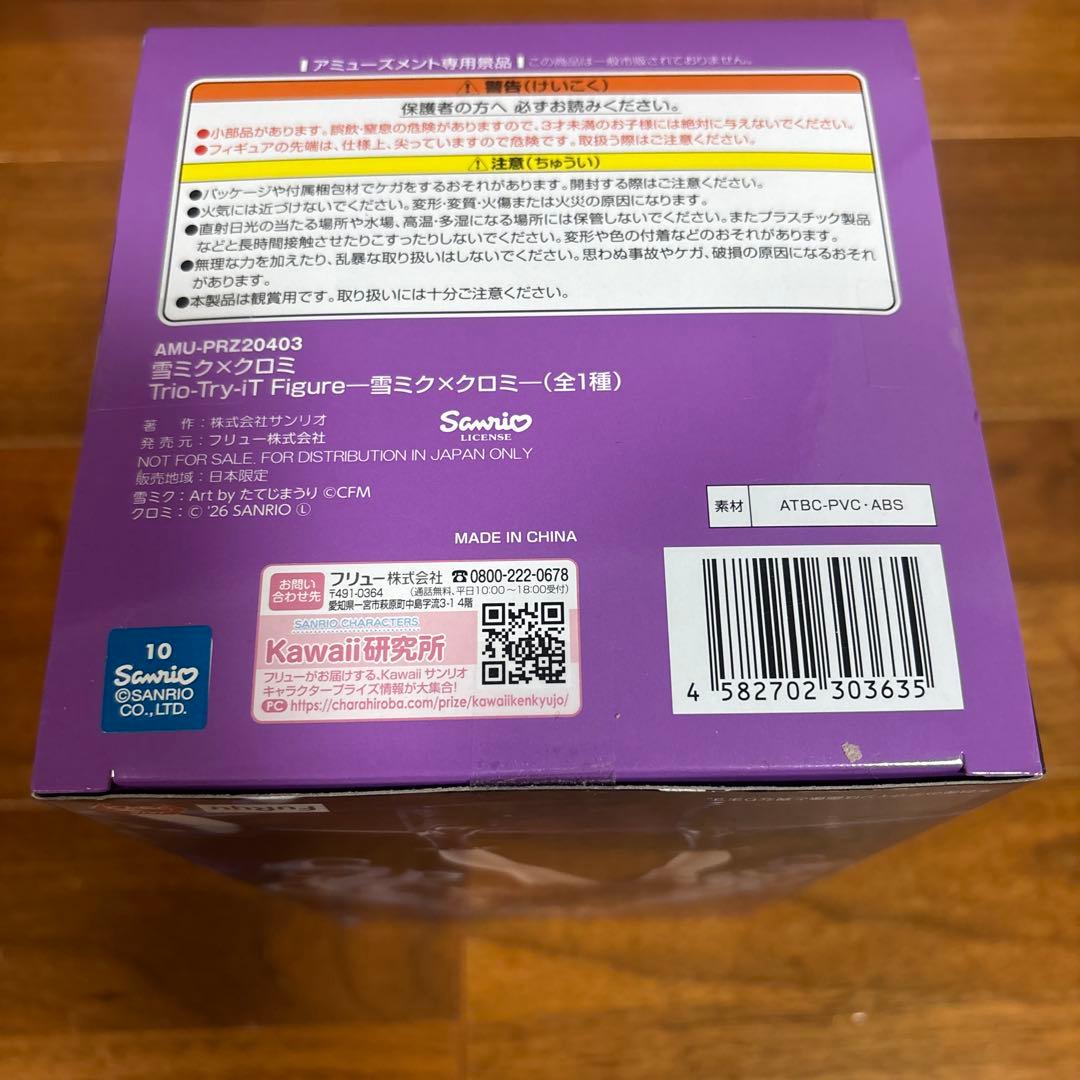 アミューズメント専用景品 この商品は一般市販されておりません。
⚠警告(けいこく)
保護者の方へ 必ずお読みください。
●小部品があります。誤飲・窒息の危険がありますので、3才未満のお子様には絶対に与えないでください。
●フィギュアの先端は、仕様上、尖っていますので危険です。取扱う際はご注意ください。
⚠注意(ちゅうい)
●パッケージや付属梱包材でケガをするおそれがあります。開封する際はご注意ください。
●火気には近づけないでください。変形・変質・火傷または火災の原因になります。
●直射日光の当たる場所や水場、高温・多湿になる場所には保管しないでください。またプラスチック製品
などと長時間接触させたりこすったりしないでください。変形や色の付着などのおそれがあります。
●無理な力を加えたり、乱暴な取り扱いはしないでください。思わぬ事故やケガ、破損の原因になるおそれ
があります。
●本製品は観賞用です。取り扱いには十分ご注意ください。
AMU-PRZ20403
雪ミク×クロミ
Trio-Try-iT Figure―雪ミク×クロミ―(全1種)
著 作:株式会社サンリオ
発売元:フリュー株式会社
Sanrio
LICENSE
NOT FOR SALE. FOR DISTRIBUTION IN JAPAN ONLY
販売地域:日本限定
雪ミク:Art by たてじまうり ©CFM
クロミ:© '26 SANRIO Ⓛ
素材 ATBC-PVC・ABS
MADE IN CHINA
お問い
合わせ先
フリュー株式会社 ☎0800-222-0678
〒491-0364 (通話無料、平日10:00~18:00受付)
愛知県一宮市萩原町中島字流3-1 4階
SANRIO CHARACTERS
Kawaii研究所
フリューがお届けする、Kawaii サンリオ
キャラクタープライズ情報が大集合!
PC https://charahiroba.com/prize/kawaiikenkyujo/
10
Sanrio
©SANRIO
CO.,LTD.
4 582702 303635
FuRyu